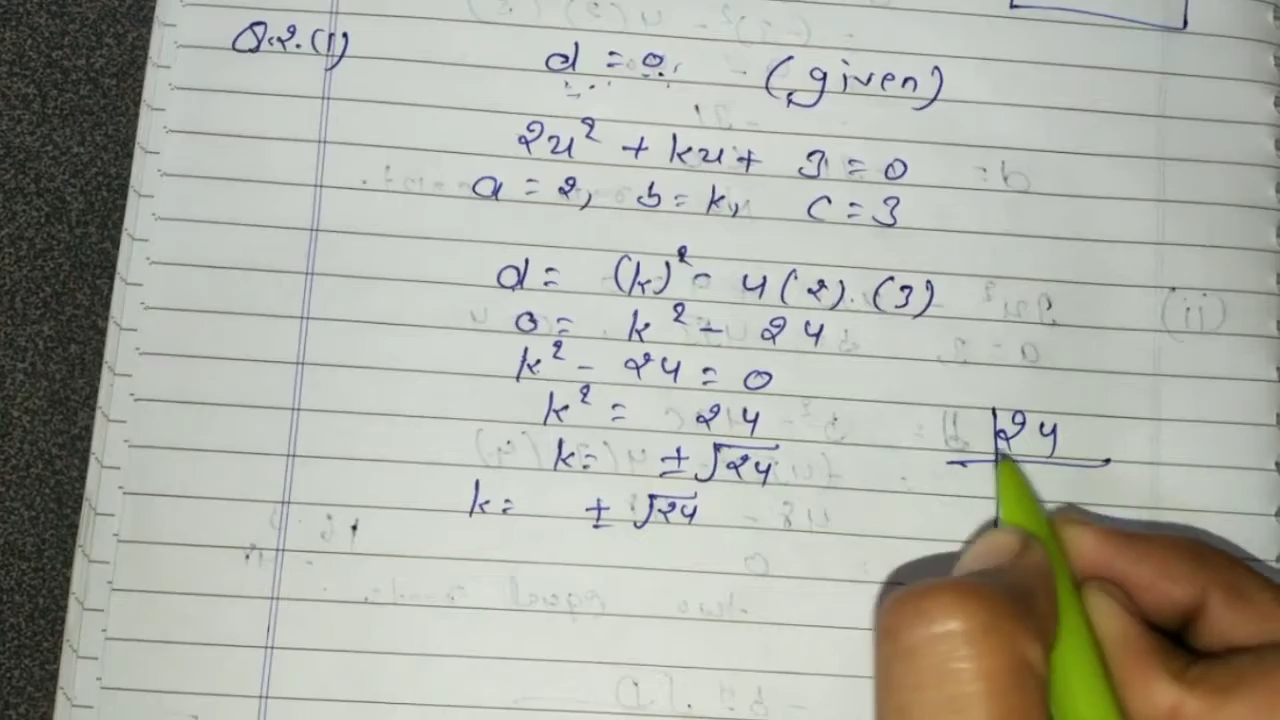 Q.2.(i)
d = 0. (given)
2x² + kx + 3 = 0
a = 2, b = k, c = 3
d = (k)² - 4(2).(3)
0 = k² - 24
k² - 24 = 0
k² = 24
k = ± √24
k = ± √24
24